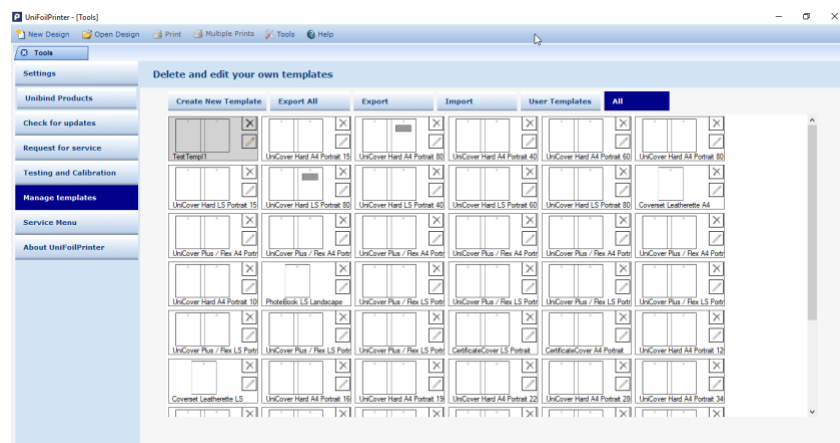 UniFoilPrinter - [Tools]
New Design Open Design Print Multiple Prints Tools Help
Tools
Settings
Unibind Products
Check for updates
Request for service
Testing and Calibration
Manage templates
Service Menu
About UniFoilPrinter
Delete and edit your own templates
Create New Template Export All Export Import User Templates All
TestTempl1 UniCover Hard A4 Portrait 15 UniCover Hard A4 Portrait 80 UniCover Hard A4 Portrait 40 UniCover Hard A4 Portrait 60 UniCover Hard A4 Portrait 80
UniCover Hard LS Portrait 15 UniCover Hard LS Portrait 80 UniCover Hard LS Portrait 40 UniCover Hard LS Portrait 60 UniCover Hard LS Portrait 80 Coverset Leatherette A4
UniCover Plus / Flex A4 Portr UniCover Plus / Flex A4 Portr UniCover Plus / Flex A4 Portr UniCover Plus / Flex A4 Portr UniCover Plus / Flex A4 Portr UniCover Plus / Flex A4 Portr
UniCover Hard A4 Portrait 10 PhotoBook LS Landscape UniCover Plus / Flex LS Portr UniCover Plus / Flex LS Portr UniCover Plus / Flex LS Portr UniCover Plus / Flex LS Portr
UniCover Plus / Flex LS Portr UniCover Plus / Flex LS Portr UniCover Plus / Flex LS Portr CertificateCover LS Portrait CertificateCover A4 Portrait UniCover Hard A4 Portrait 12
Coverset Leatherette LS UniCover Hard A4 Portrait 16 UniCover Hard A4 Portrait 19 UniCover Hard A4 Portrait 22 UniCover Hard A4 Portrait 28 UniCover Hard A4 Portrait 34